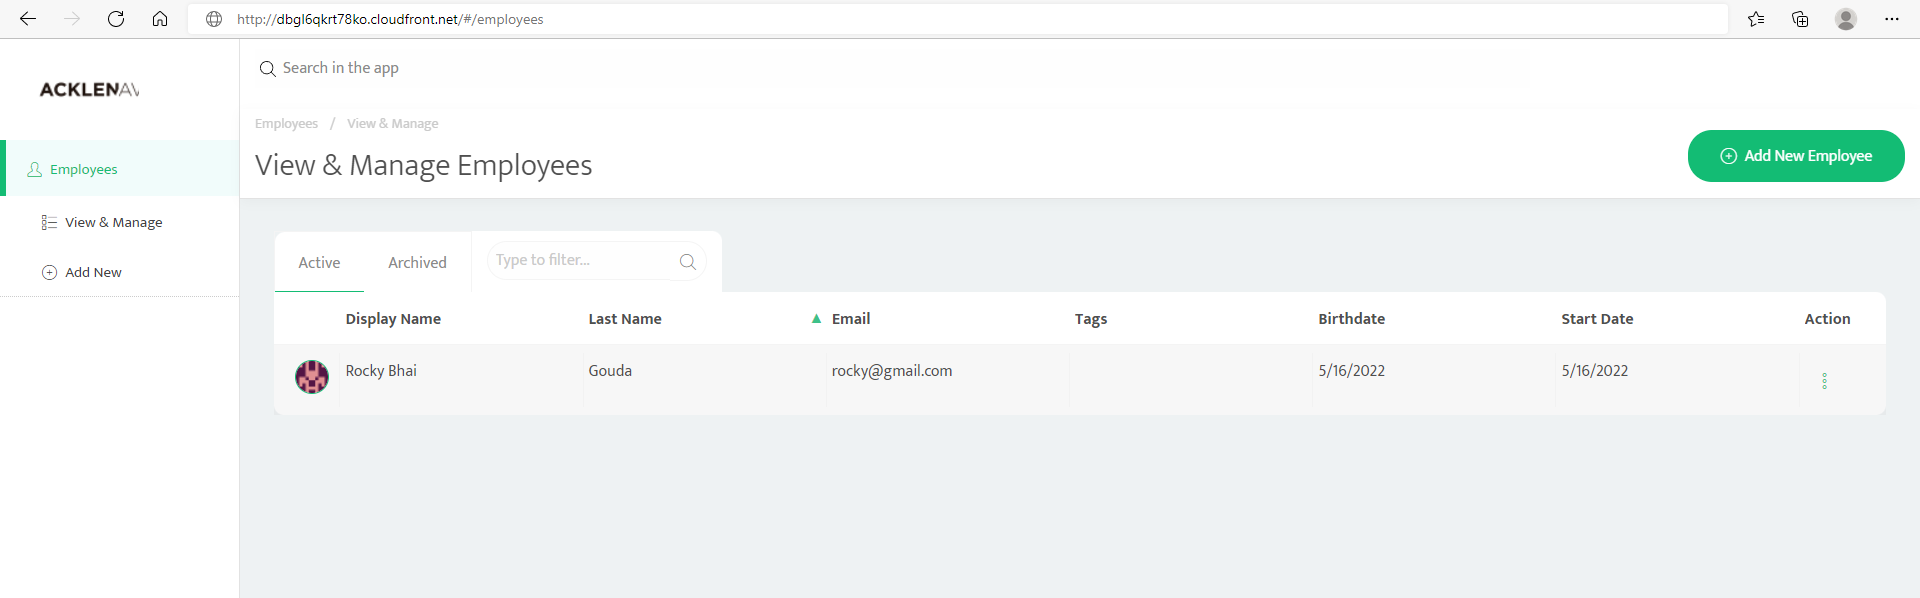 http://dbgl6qkrt78ko.cloudfront.net/#/employees
ACKLENAV
Search in the app
Employees / View & Manage
View & Manage Employees
Add New Employee
Employees
View & Manage
Add New
Active Archived Type to filter...
Display Name Last Name ▲ Email Tags Birthdate Start Date Action
Rocky Bhai Gouda rocky@gmail.com 5/16/2022 5/16/2022